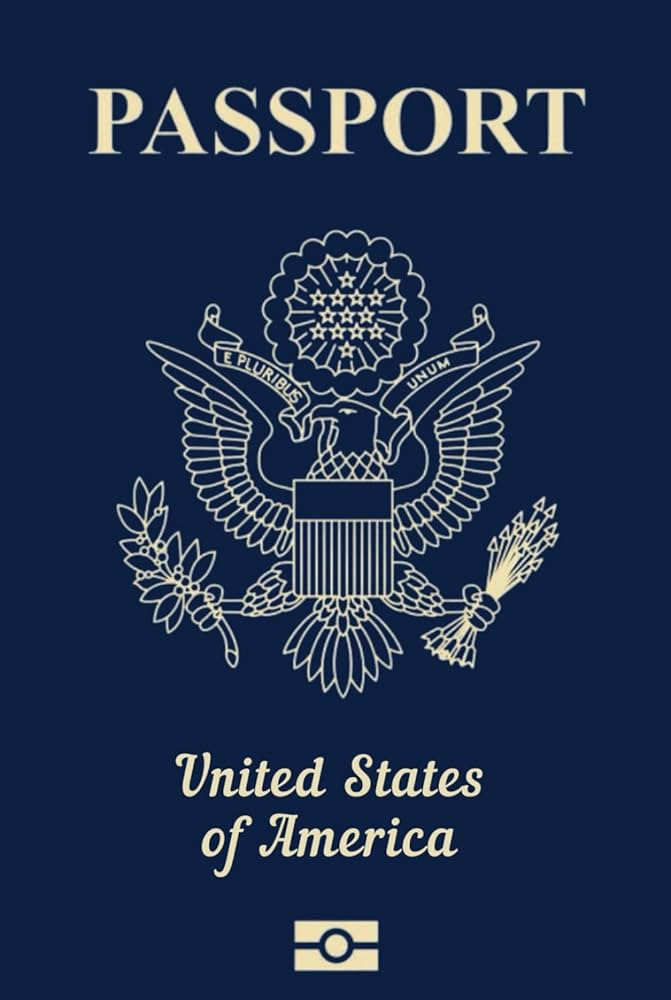 PASSPORT
E PLURIBUS UNUM
United States
of America